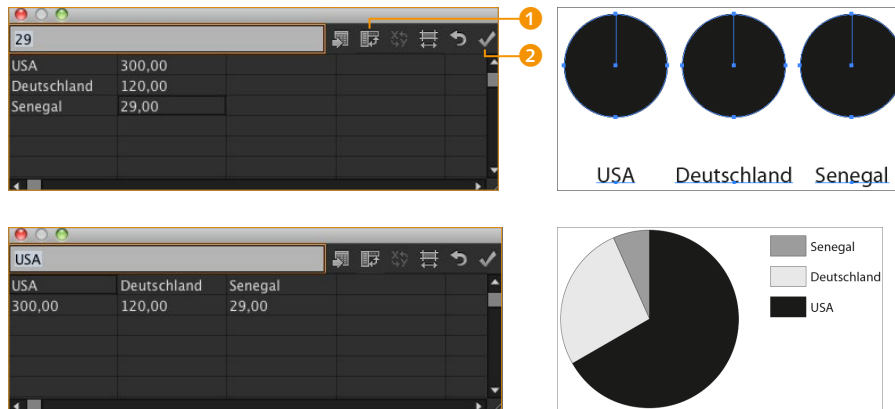 29
USA 300,00
Deutschland 120,00
Senegal 29,00
1
2
USA Deutschland Senegal
USA
USA Deutschland Senegal
300,00 120,00 29,00
Senegal
Deutschland
USA